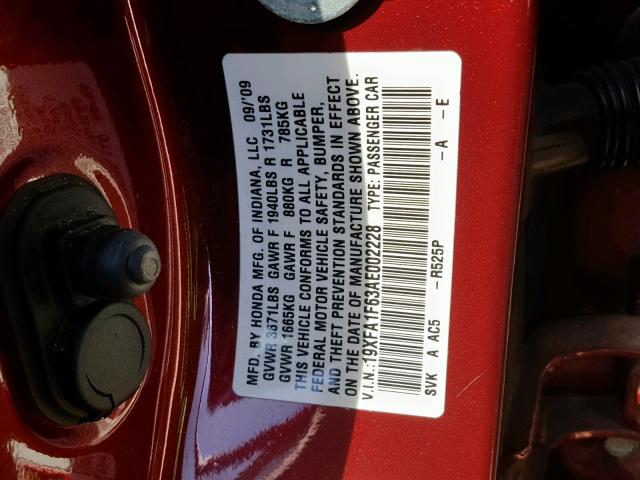 MFD. BY HONDA MFG. OF INDIANA, LLC 09/'09
GVWR 3671LBS GAWR F 1940LBS R 1731LBS
GVWR 1665KG GAWR F 880KG R 785KG
THIS VEHICLE CONFORMS TO ALL APPLICABLE
FEDERAL MOTOR VEHICLE SAFETY, BUMPER,
AND THEFT PREVENTION STANDARDS IN EFFECT
ON THE DATE OF MANUFACTURE SHOWN ABOVE.
V.I.N.:19XFA1F63AE002228 TYPE: PASSENGER CAR
SVK A AC5 -R525P -A -E